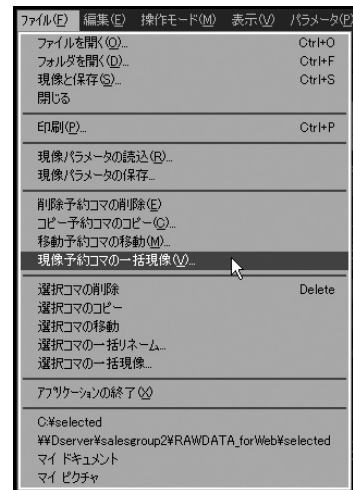 ファイル(F) 編集(E) 操作モード(M) 表示(V) パラメータ(P
ファイルを開く(O)... Ctrl+O
フォルダを開く(D)... Ctrl+F
現像と保存(S)... Ctrl+S
閉じる
印刷(P)... Ctrl+P
現像パラメータの読込(R)...
現像パラメータの保存...
削除予約コマの削除(E)
コピー予約コマのコピー(C)...
移動予約コマの移動(M)...
現像予約コマの一括現像(V)...
選択コマの削除 Delete
選択コマのコピー
選択コマの移動
選択コマの一括リネーム...
選択コマの一括現像...
アプリケーションの終了(X)
C:¥selected
¥¥Dserver¥salesgroup2¥RAWDATA_forWeb¥selected
マイ ドキュメント
マイ ピクチャ